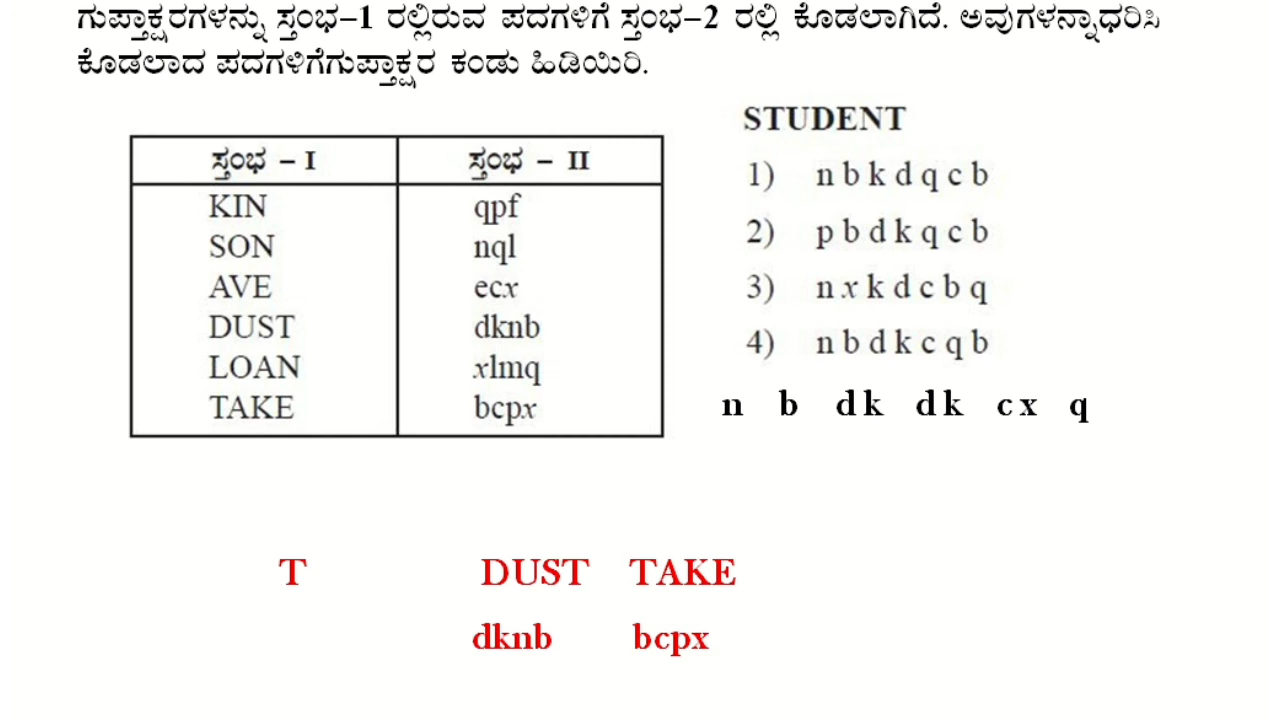 ಗುಪ್ತಾಕ್ಷರಗಳನ್ನು ಸ್ತಂಭ–1 ರಲ್ಲಿರುವ ಪದಗಳಿಗೆ ಸ್ತಂಭ–2 ರಲ್ಲಿ ಕೊಡಲಾಗಿದೆ. ಅವುಗಳನ್ನಾಧರಿಸಿ
ಕೊಡಲಾದ ಪದಗಳಿಗೆಗುಪ್ತಾಕ್ಷರ ಕಂಡು ಹಿಡಿಯಿರಿ.
ಸ್ತಂಭ – I ಸ್ತಂಭ – II
KIN qpf
SON nql
AVE ecx
DUST dknb
LOAN xlmq
TAKE bcpx
STUDENT
1) n b k d q c b
2) p b d k q c b
3) n x k d c b q
4) n b d k c q b
n b dk dk cx q
T DUST TAKE
dknb bcpx